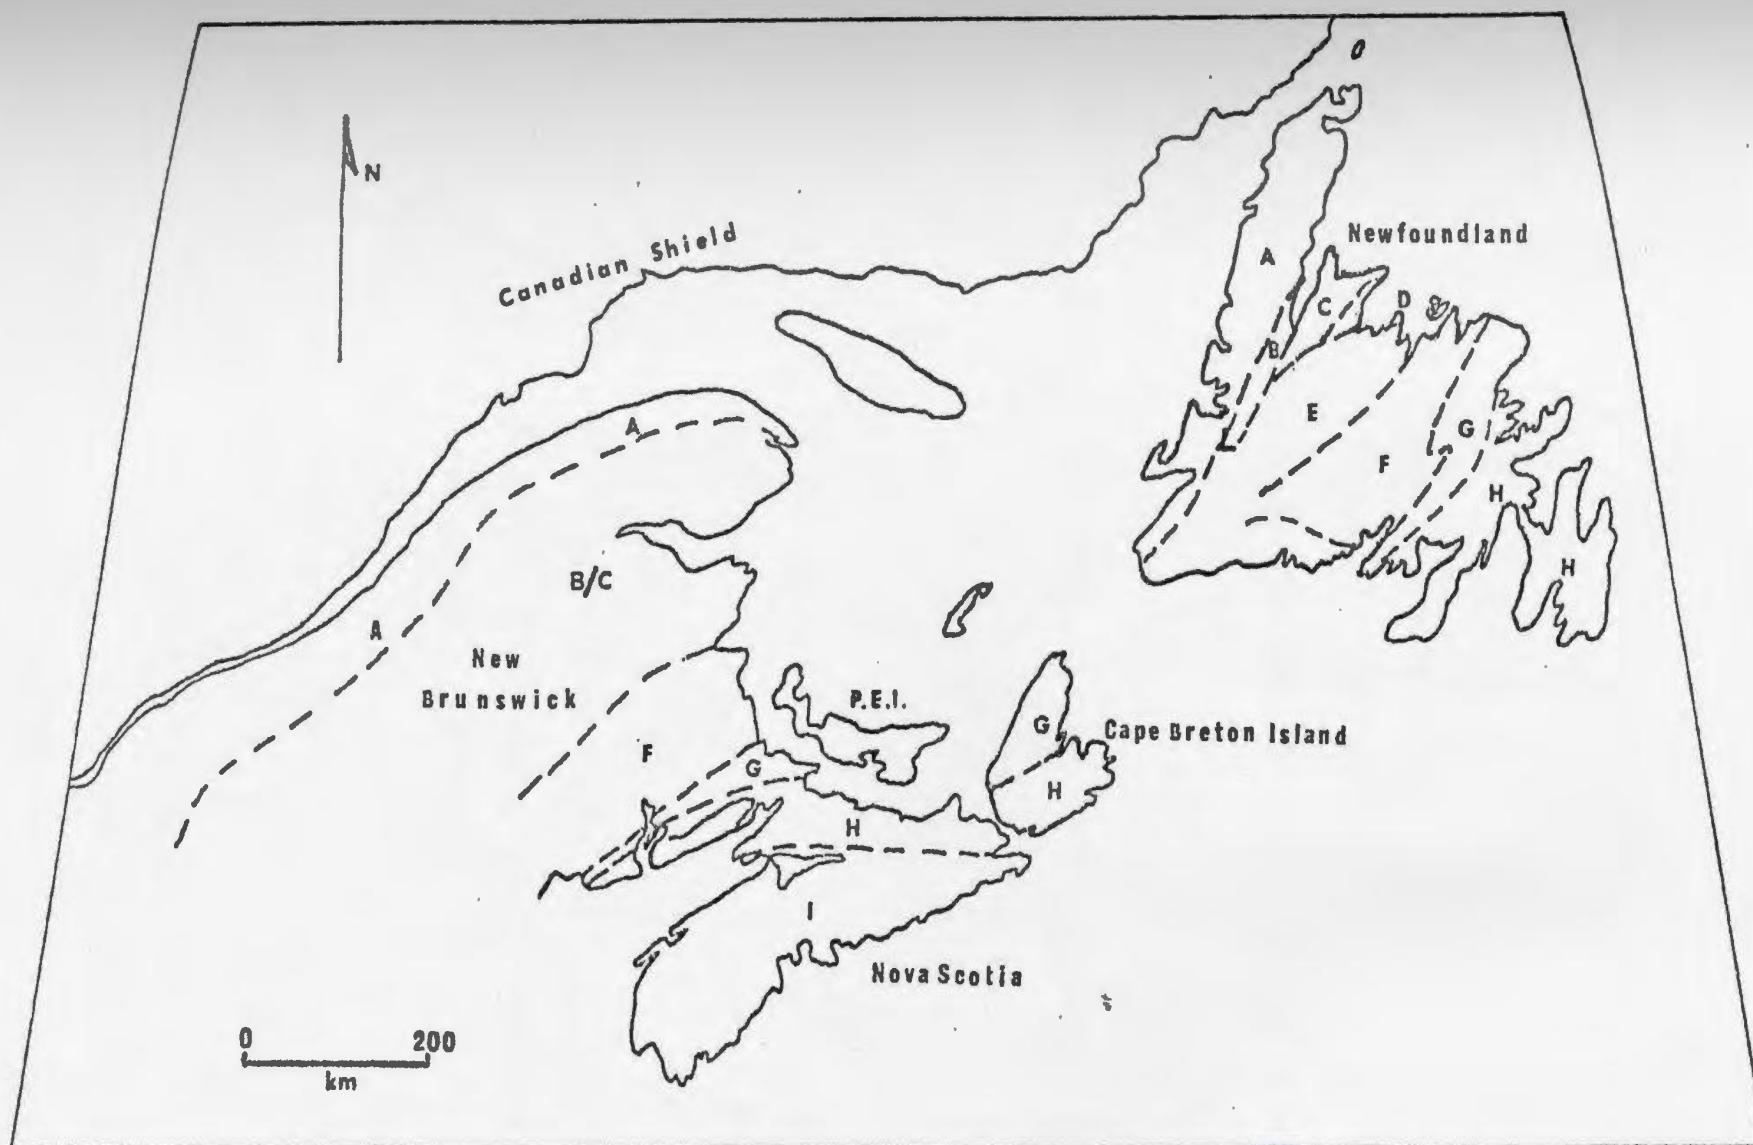 N
Canadian Shield
Newfoundland
A
C
D
B
E
G
F
H
H
A
B/C
A
New
Brunswick
P.E.I.
F
G
G
Cape Breton Island
H
H
I
Nova Scotia
0 200
km